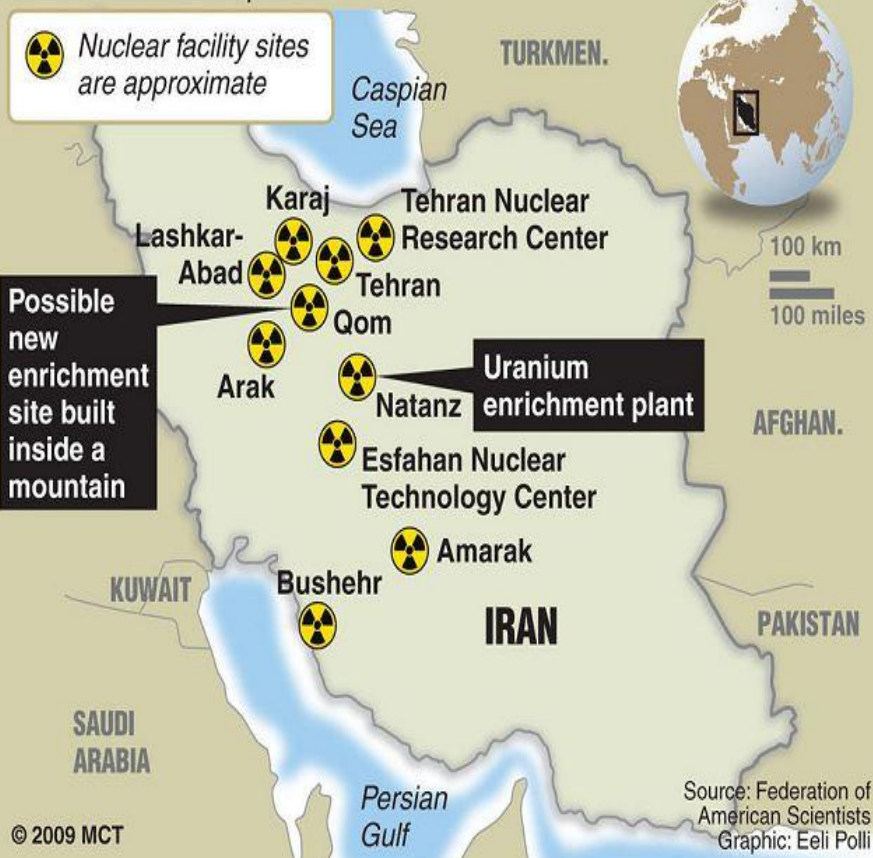 Nuclear facility sites
are approximate
TURKMEN.
Caspian
Sea
Karaj
Tehran Nuclear
Research Center
Lashkar-
Abad
Tehran
100 km
100 miles
Possible
new
enrichment
site built
inside a
mountain
Qom
Arak
Uranium
enrichment plant
Natanz
AFGHAN.
Esfahan Nuclear
Technology Center
Amarak
KUWAIT
Bushehr
IRAN
PAKISTAN
SAUDI
ARABIA
Persian
Gulf
Source: Federation of
American Scientists
Graphic: Eeli Polli
© 2009 MCT